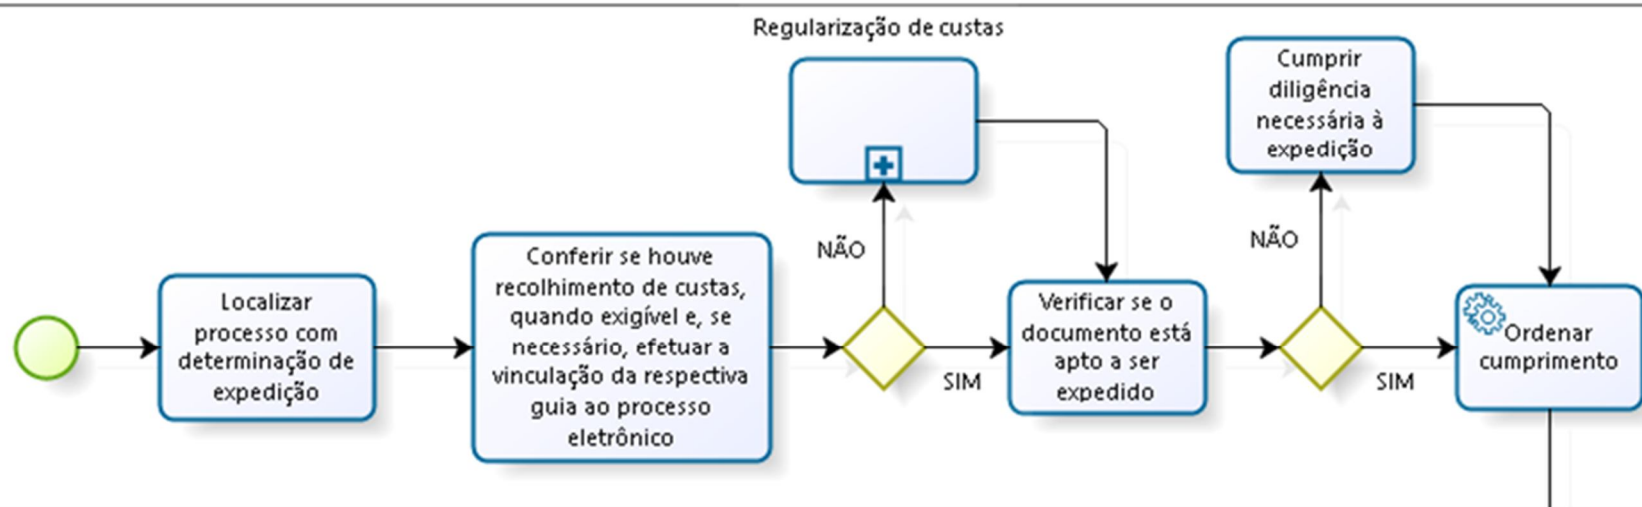 Regularização de custas
Cumprir
diligência
necessária à
expedição
NÃO
NÃO
Localizar
processo com
determinação de
expedição
Conferir se houve
recolhimento de custas,
quando exigível e, se
necessário, efetuar a
vinculação da respectiva
guia ao processo
eletrônico
SIM
Verificar se o
documento está
apto a ser
expedido
SIM
Ordenar
cumprimento